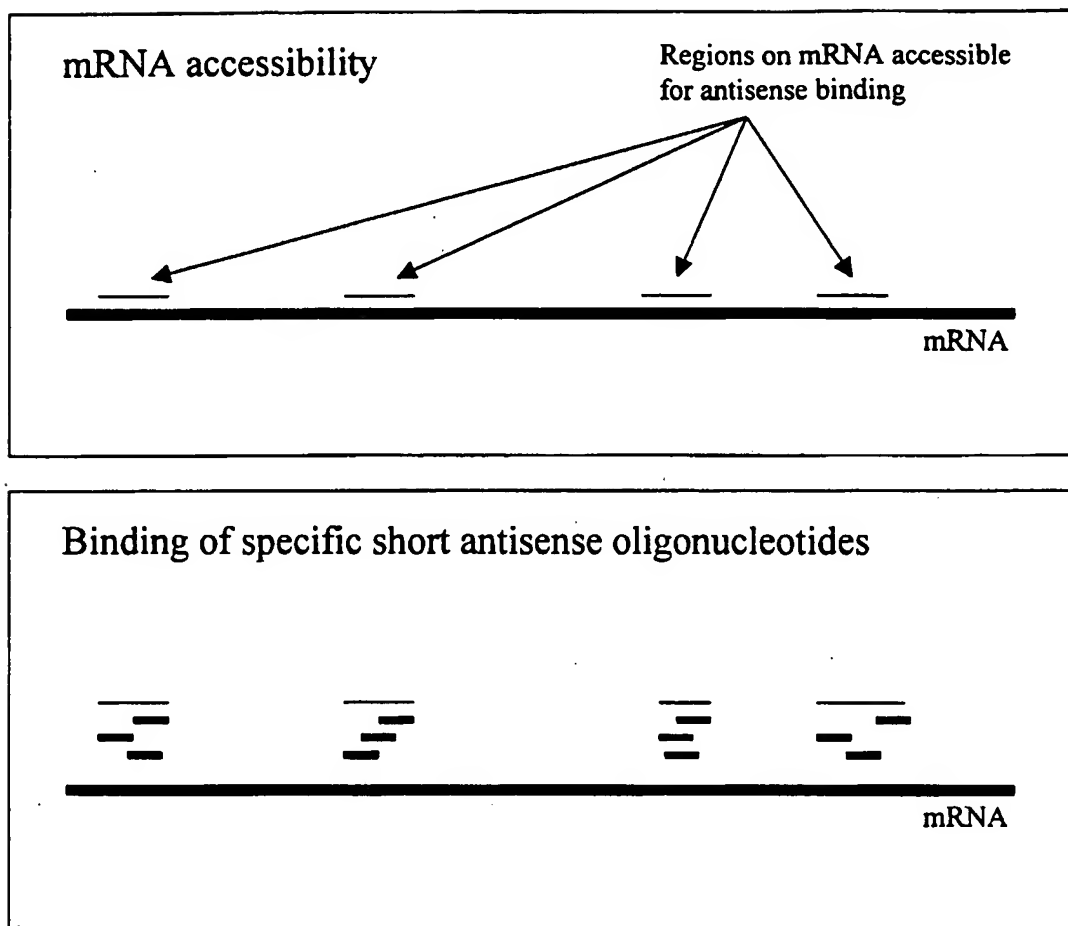 mRNA accessibility
Regions on mRNA accessible
for antisense binding
mRNA
Binding of specific short antisense oligonucleotides
mRNA